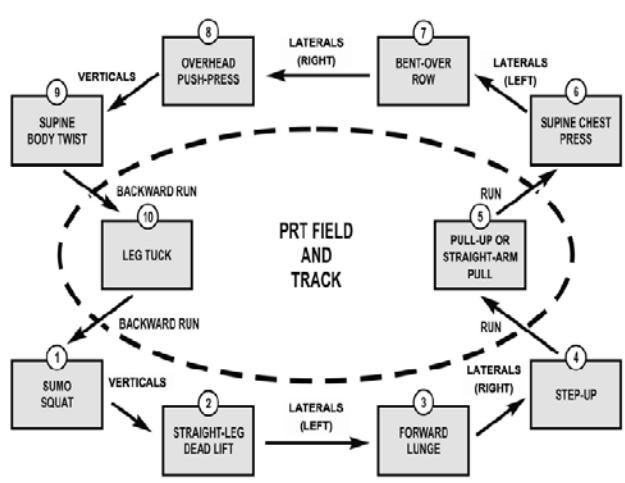 8
OVERHEAD
PUSH-PRESS
LATERALS
(RIGHT)
7
BENT-OVER
ROW
LATERALS
(LEFT)
6
SUPINE CHEST
PRESS
VERTICALS
9
SUPINE
BODY TWIST
BACKWARD RUN
10
LEG TUCK
PRT FIELD
AND
TRACK
RUN
5
PULL-UP OR
STRAIGHT-ARM
PULL
BACKWARD RUN
RUN
1
SUMO
SQUAT
VERTICALS
2
STRAIGHT-LEG
DEAD LIFT
LATERALS
(LEFT)
3
FORWARD
LUNGE
LATERALS
(RIGHT)
4
STEP-UP